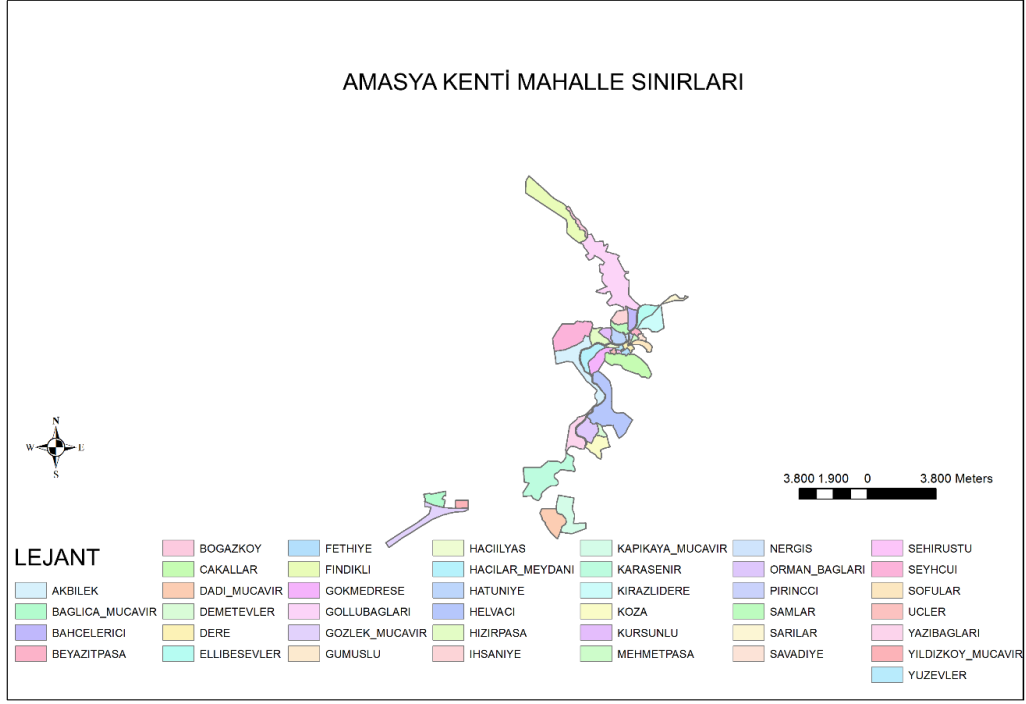 AMASYA KENTİ MAHALLE SINIRLARI
N
W E
S
3.800 1.900 0 3.800 Meters
LEJANT
AKBILEK
BAGLICA_MUCAVIR
BAHCELERICI
BEYAZITPASA
BOGAZKOY
CAKALLAR
DADI_MUCAVIR
DEMETEVLER
DERE
ELLIBESEVLER
FETHIYE
FINDIKLI
GOKMEDRESE
GOLLUBAGLARI
GOZLEK_MUCAVIR
GUMUSLU
HACIILYAS
HACILAR_MEYDANI
HATUNIYE
HELVACI
HIZIRPASA
IHSANIYE
KAPIKAYA_MUCAVIR
KARASENIR
KIRAZLIDERE
KOZA
KURSUNLU
MEHMETPASA
NERGIS
ORMAN_BAGLARI
PIRINCCI
SAMLAR
SARILAR
SAVADIYE
SEHIRUSTU
SEYHCUI
SOFULAR
UCLER
YAZIBAGLARI
YILDIZKOY_MUCAVIR
YUZEVLER